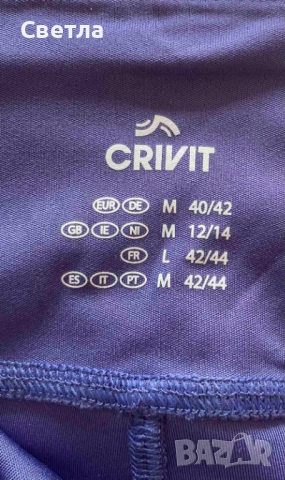 Светла
CRIVIT
EUR DE M 40/42
GB IE NI M 12/14
FR L 42/44
ES IT PT M 42/44
BAZAR